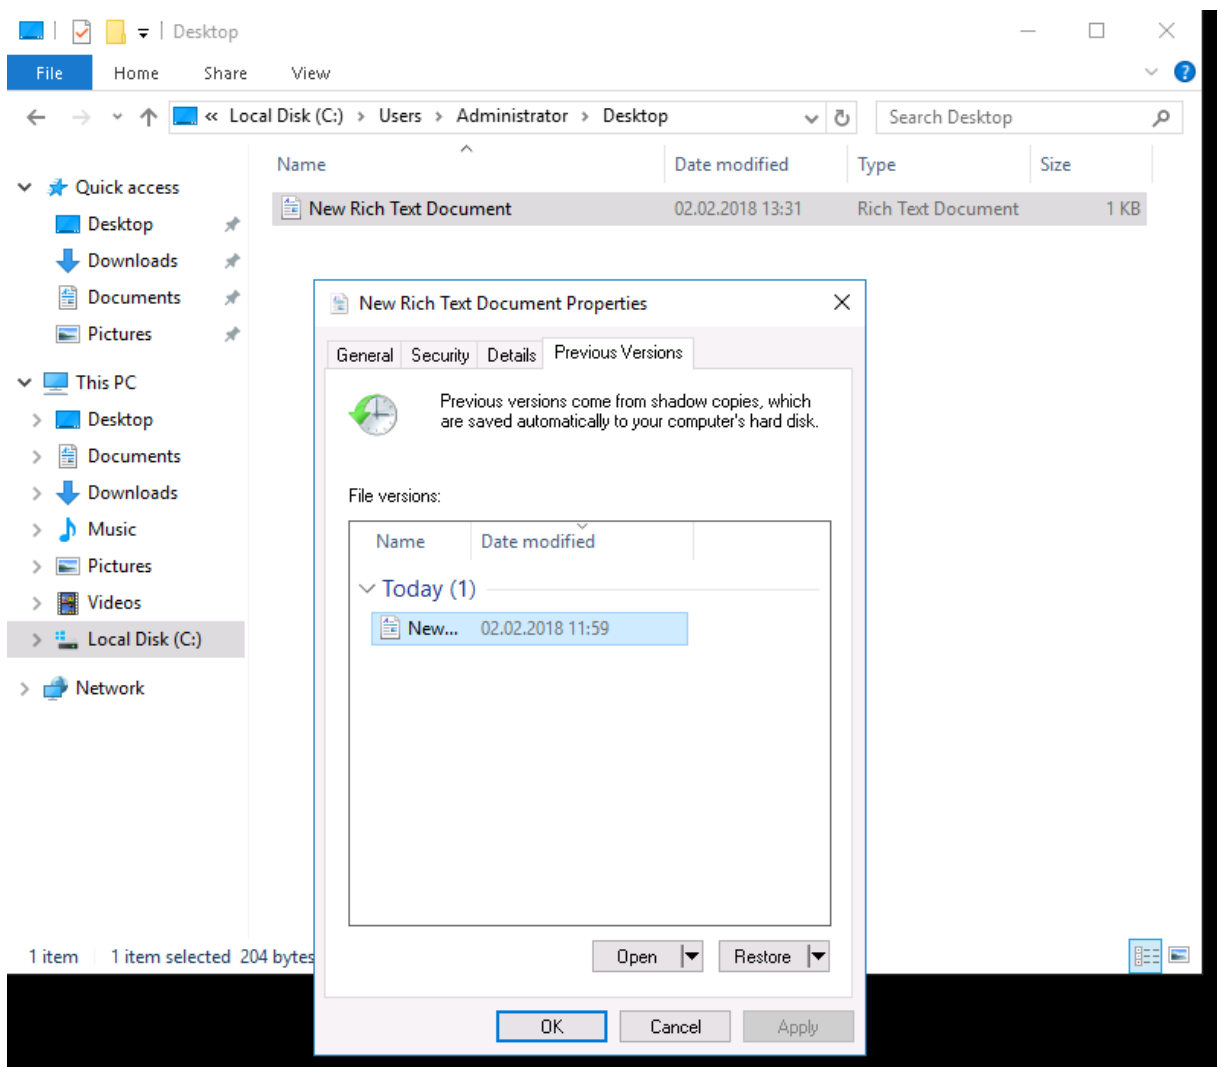 Desktop
File Home Share View
« Local Disk (C:) > Users > Administrator > Desktop
Search Desktop
Name Date modified Type Size
New Rich Text Document 02.02.2018 13:31 Rich Text Document 1 KB
Quick access
Desktop
Downloads
Documents
Pictures
This PC
Desktop
Documents
Downloads
Music
Pictures
Videos
Local Disk (C:)
Network
1 item 1 item selected 204 bytes
New Rich Text Document Properties
General Security Details Previous Versions
Previous versions come from shadow copies, which
are saved automatically to your computer's hard disk.
File versions:
Name Date modified
Today (1)
New... 02.02.2018 11:59
Open Restore
OK Cancel Apply